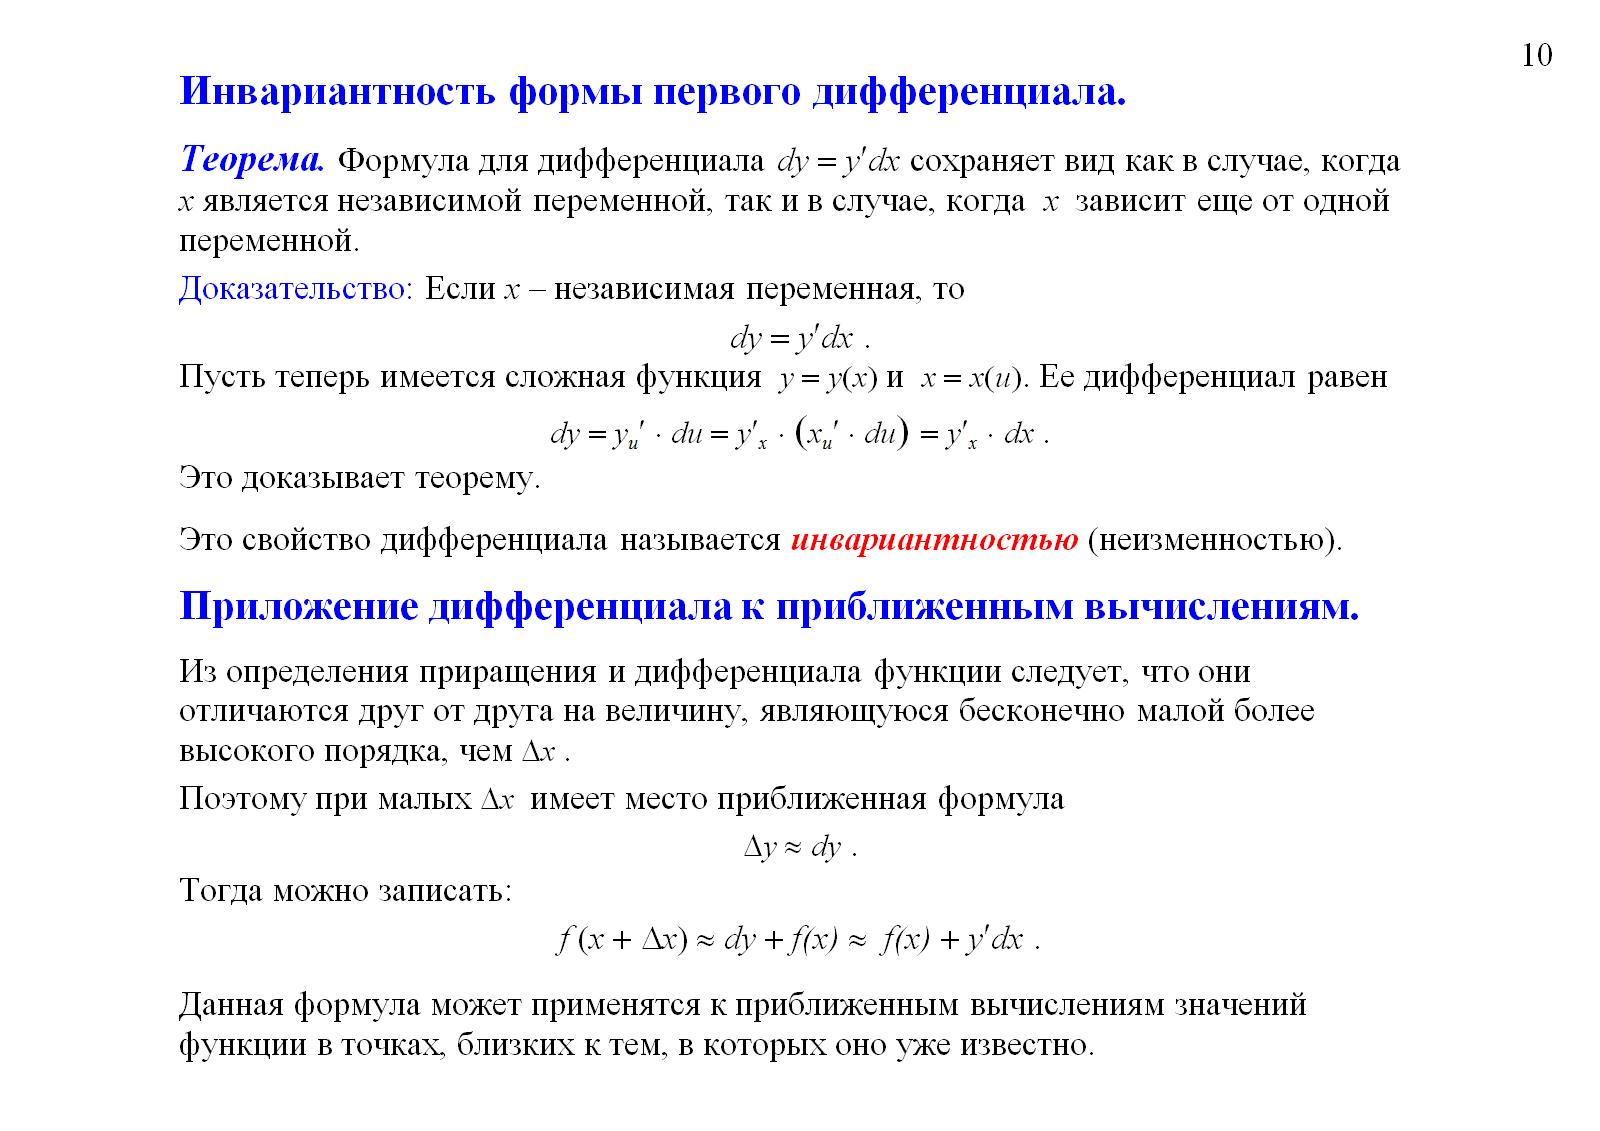 10
Инвариантность формы первого дифференциала.
Теорема. Формула для дифференциала dy = y′dx сохраняет вид как в случае, когда
x является независимой переменной, так и в случае, когда x зависит еще от одной
переменной.
Доказательство: Если x – независимая переменная, то
dy = y′dx .
Пусть теперь имеется сложная функция y = y(x) и x = x(u). Ее дифференциал равен
dy = yᵤ′ · du = y′ₓ · (xᵤ′ · du) = y′ₓ · dx .
Это доказывает теорему.
Это свойство дифференциала называется инвариантностью (неизменностью).
Приложение дифференциала к приближенным вычислениям.
Из определения приращения и дифференциала функции следует, что они
отличаются друг от друга на величину, являющуюся бесконечно малой более
высокого порядка, чем Δx .
Поэтому при малых Δx имеет место приближенная формула
Δy ≈ dy .
Тогда можно записать:
f (x + Δx) ≈ dy + f(x) ≈ f(x) + y′dx .
Данная формула может применятся к приближенным вычислениям значений
функции в точках, близких к тем, в которых оно уже известно.